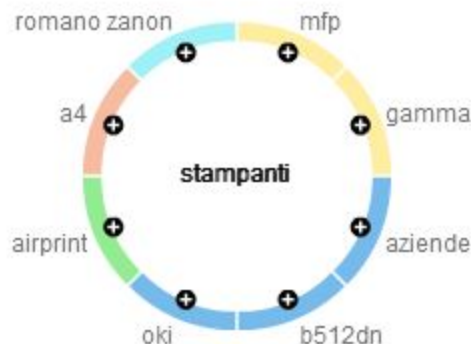 romano zanon
mfp
a4
gamma
stampanti
airprint
aziende
oki
b512dn